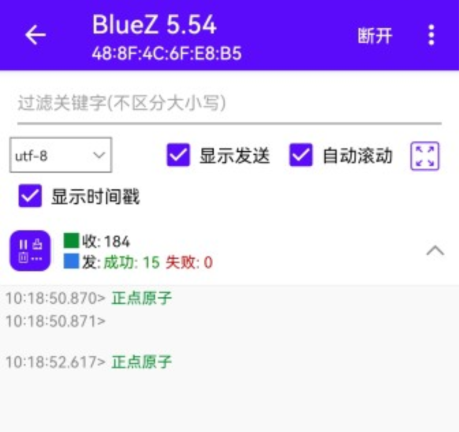 BlueZ 5.54
断开
48:8F:4C:6F:E8:B5
过滤关键字(不区分大小写)
utf-8
显示发送
自动滚动
显示时间戳
收: 184
发: 成功: 15 失败: 0
10:18:50.870> 正点原子
10:18:50.871>
10:18:52.617> 正点原子